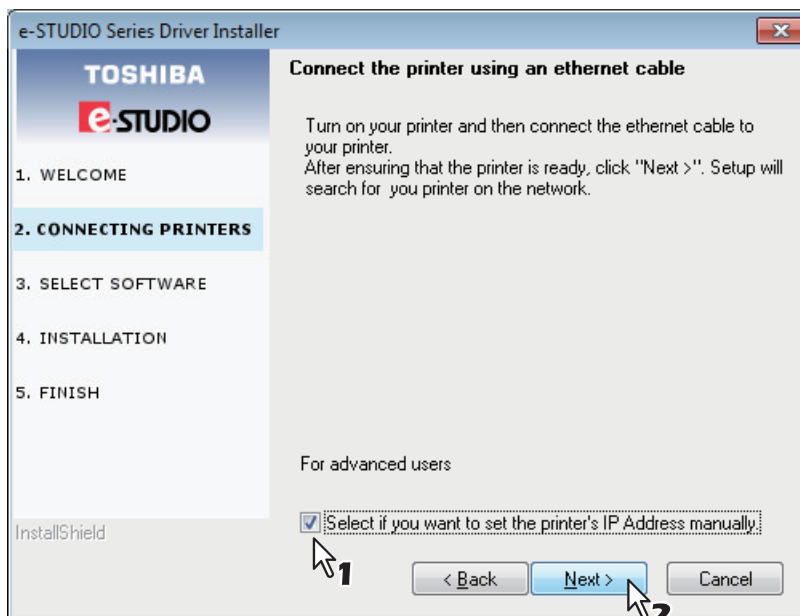 e-STUDIO Series Driver Installer
TOSHIBA
e-STUDIO
1. WELCOME
2. CONNECTING PRINTERS
3. SELECT SOFTWARE
4. INSTALLATION
5. FINISH
InstallShield
Connect the printer using an ethernet cable
Turn on your printer and then connect the ethernet cable to
your printer.
After ensuring that the printer is ready, click "Next >". Setup will
search for you printer on the network.
For advanced users
Select if you want to set the printer's IP Address manually.
1
< Back
Next >
Cancel
2